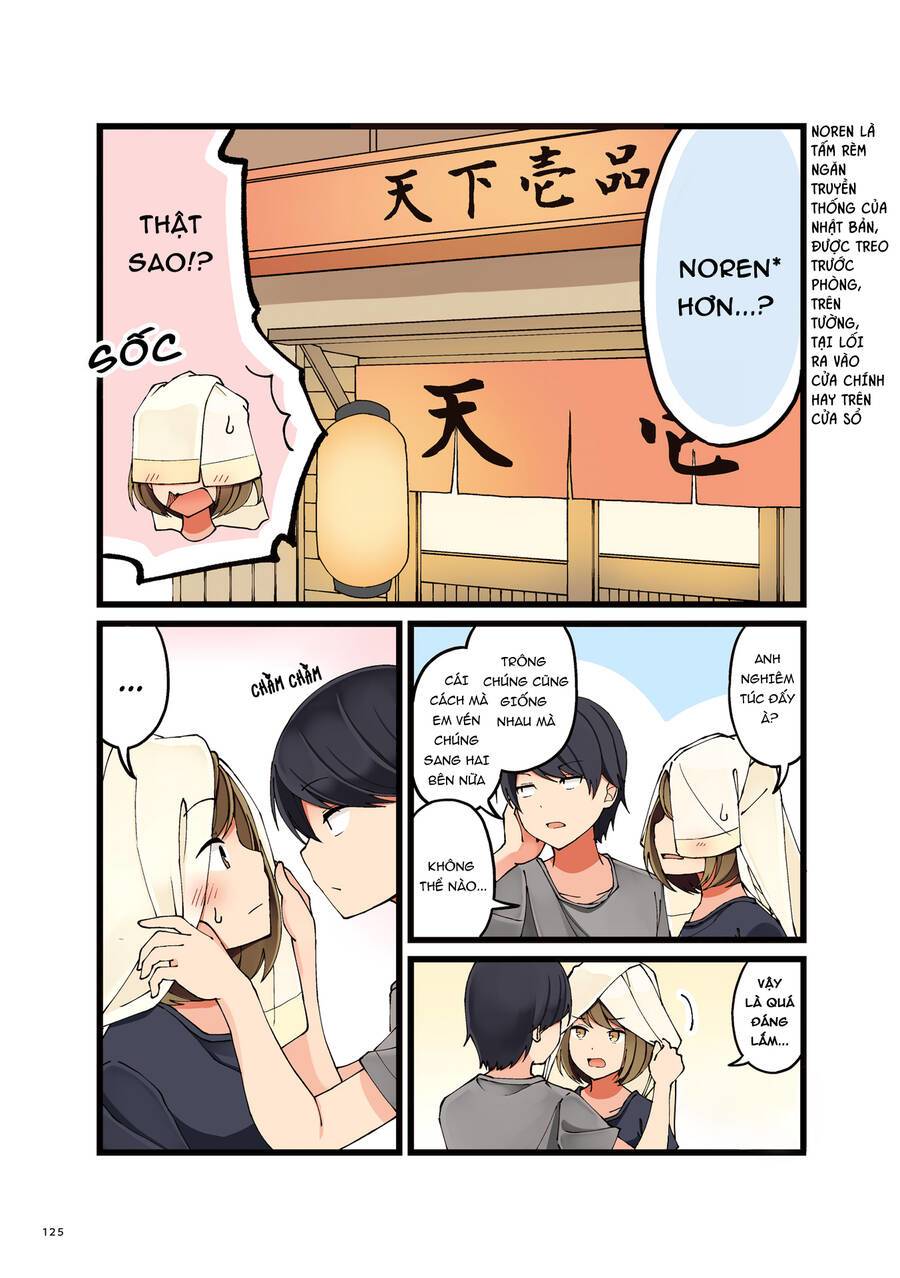 NOREN*
HƠN...?
天下壱品
天 壱
THẬT
SAO!?
SỐC
NOREN LÀ
TẤM RÈM
NGĂN
TRUYỀN
THỐNG CỦA
NHẬT BẢN,
ĐƯỢC TREO
TRƯỚC
PHÒNG,
TRÊN
TƯỜNG,
TẠI LỐI
RA VÀO
CỬA CHÍNH
HAY TRÊN
CỬA SỔ
ANH
NGHIÊM
TÚC ĐẤY
À?
TRÔNG
CHÚNG CŨNG
GIỐNG
NHAU MÀ
CÁI
CÁCH MÀ
EM VÉN
CHÚNG
SANG HAI
BÊN NỮA
KHÔNG
THỂ NÀO...
VẬY
LÀ QUÁ
ĐÁNG
LẮM...
CHẰM CHẰM
...
125